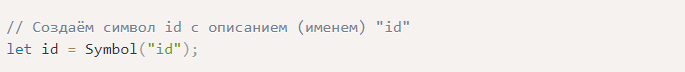 // Создаём символ id с описанием (именем) "id"
let id = Symbol("id");